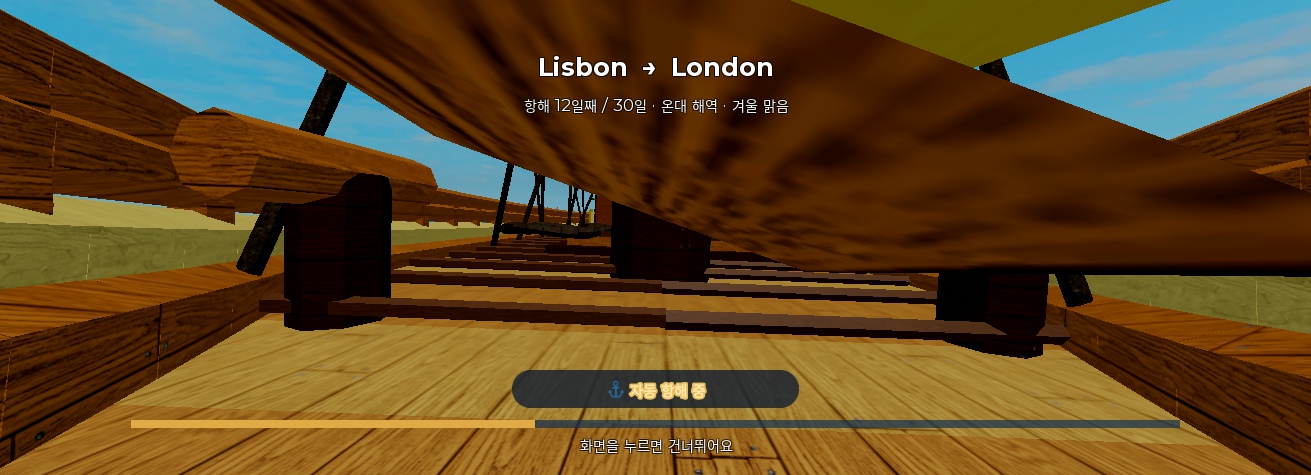 Lisbon → London
항해 12일째 / 30일 · 온대 해역 · 겨울 맑음
⚓ 자동 항해 중
화면을 누르면 건너뛰어요